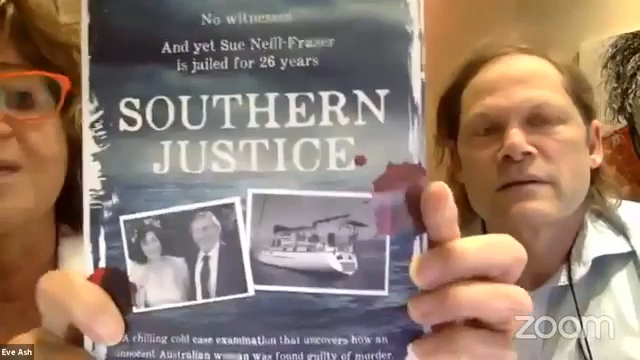 No witnesses
And yet Sue Neill-Fraser
is jailed for 26 years
SOUTHERN
JUSTICE
A chilling cold case examination that uncovers how an
innocent Australian woman was found guilty of murder.
Eve Ash
zoom